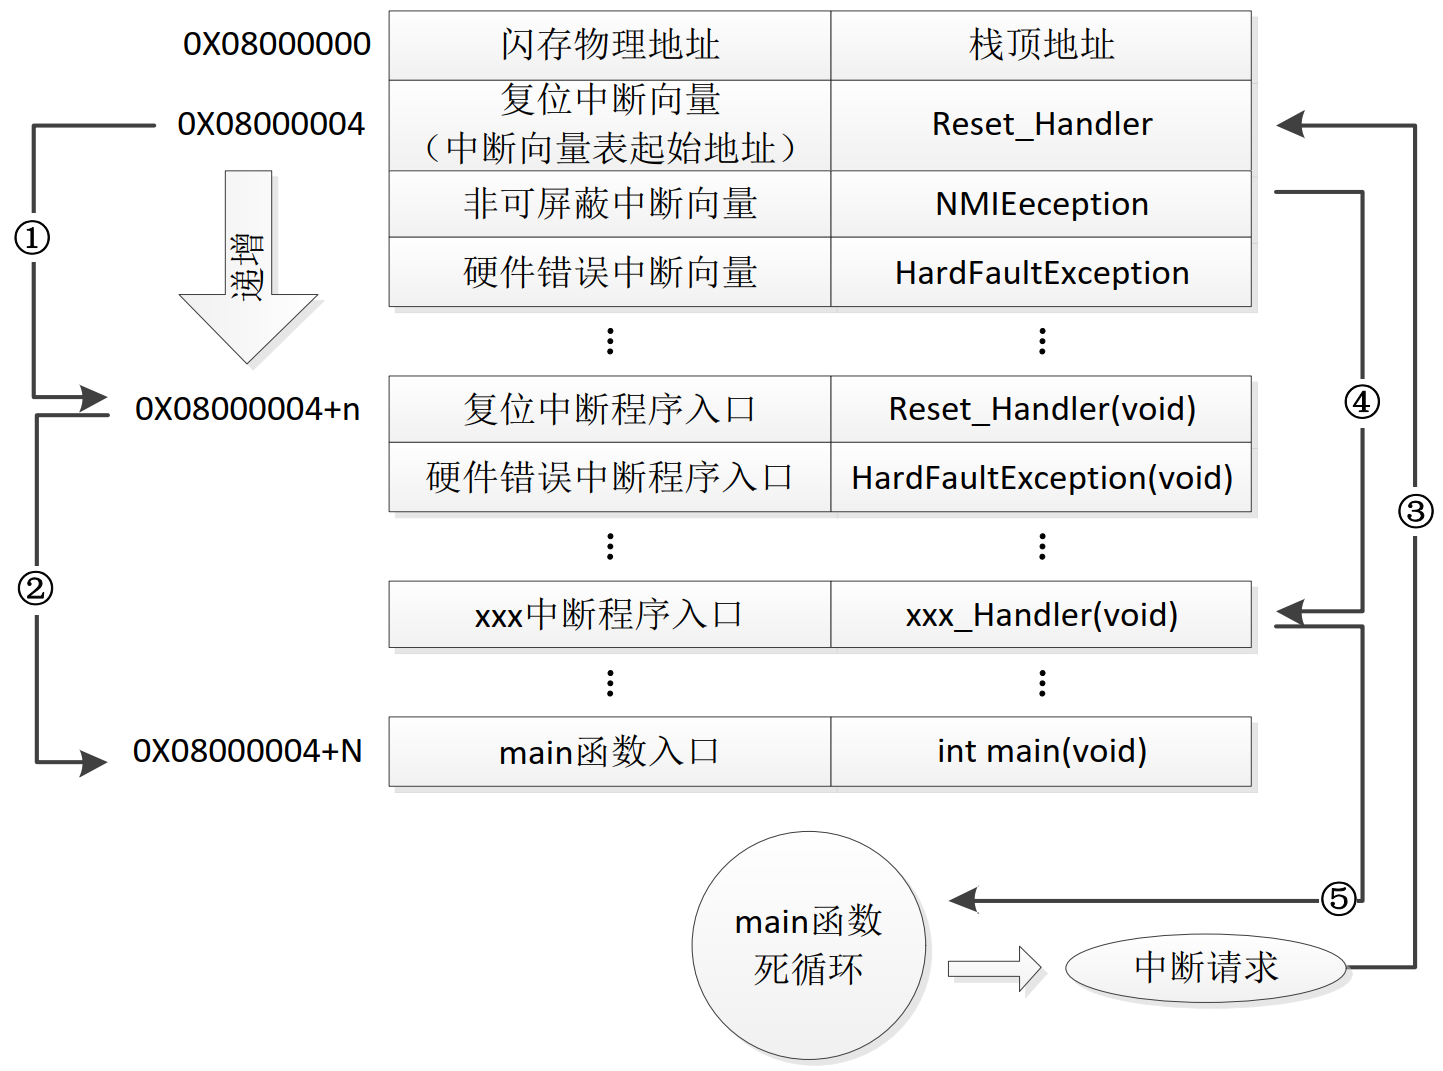 0X08000000
闪存物理地址
栈顶地址
0X08000004
复位中断向量
（中断向量表起始地址）
Reset_Handler
非可屏蔽中断向量
NMIEeception
①
递增
硬件错误中断向量
HardFaultException
④
0X08000004+n
复位中断程序入口
Reset_Handler(void)
硬件错误中断程序入口
HardFaultException(void)
③
②
xxx中断程序入口
xxx_Handler(void)
0X08000004+N
main函数入口
int main(void)
⑤
main函数
死循环
中断请求